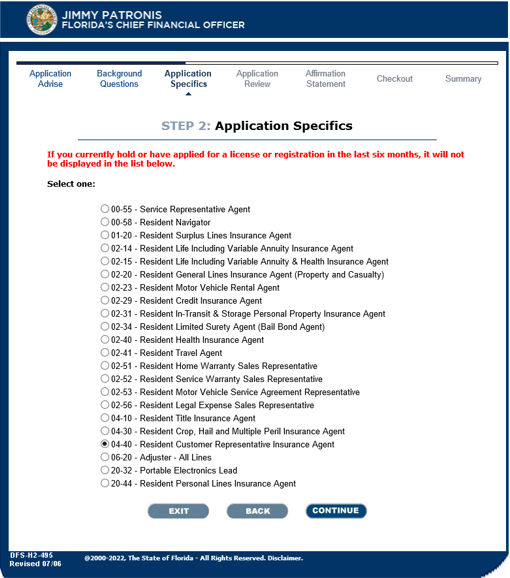 JIMMY PATRONIS
FLORIDA'S CHIEF FINANCIAL OFFICER
Application Advise
Background Questions
Application Specifics
Application Review
Affirmation Statement
Checkout
Summary
STEP 2: Application Specifics
If you currently hold or have applied for a license or registration in the last six months, it will not
be displayed in the list below.
Select one:
00-55 - Service Representative Agent
00-58 - Resident Navigator
01-20 - Resident Surplus Lines Insurance Agent
02-14 - Resident Life Including Variable Annuity Insurance Agent
02-15 - Resident Life Including Variable Annuity & Health Insurance Agent
02-20 - Resident General Lines Insurance Agent (Property and Casualty)
02-23 - Resident Motor Vehicle Rental Agent
02-29 - Resident Credit Insurance Agent
02-31 - Resident In-Transit & Storage Personal Property Insurance Agent
02-34 - Resident Limited Surety Agent (Bail Bond Agent)
02-40 - Resident Health Insurance Agent
02-41 - Resident Travel Agent
02-51 - Resident Home Warranty Sales Representative
02-52 - Resident Service Warranty Sales Representative
02-53 - Resident Motor Vehicle Service Agreement Representative
02-56 - Resident Legal Expense Sales Representative
04-10 - Resident Title Insurance Agent
04-30 - Resident Crop, Hail and Multiple Peril Insurance Agent
04-40 - Resident Customer Representative Insurance Agent
06-20 - Adjuster - All Lines
20-32 - Portable Electronics Lead
20-44 - Resident Personal Lines Insurance Agent
EXIT
BACK
CONTINUE
DFS-H2-495
Revised 07/06
@2000-2022, The State of Florida - All Rights Reserved. Disclaimer.